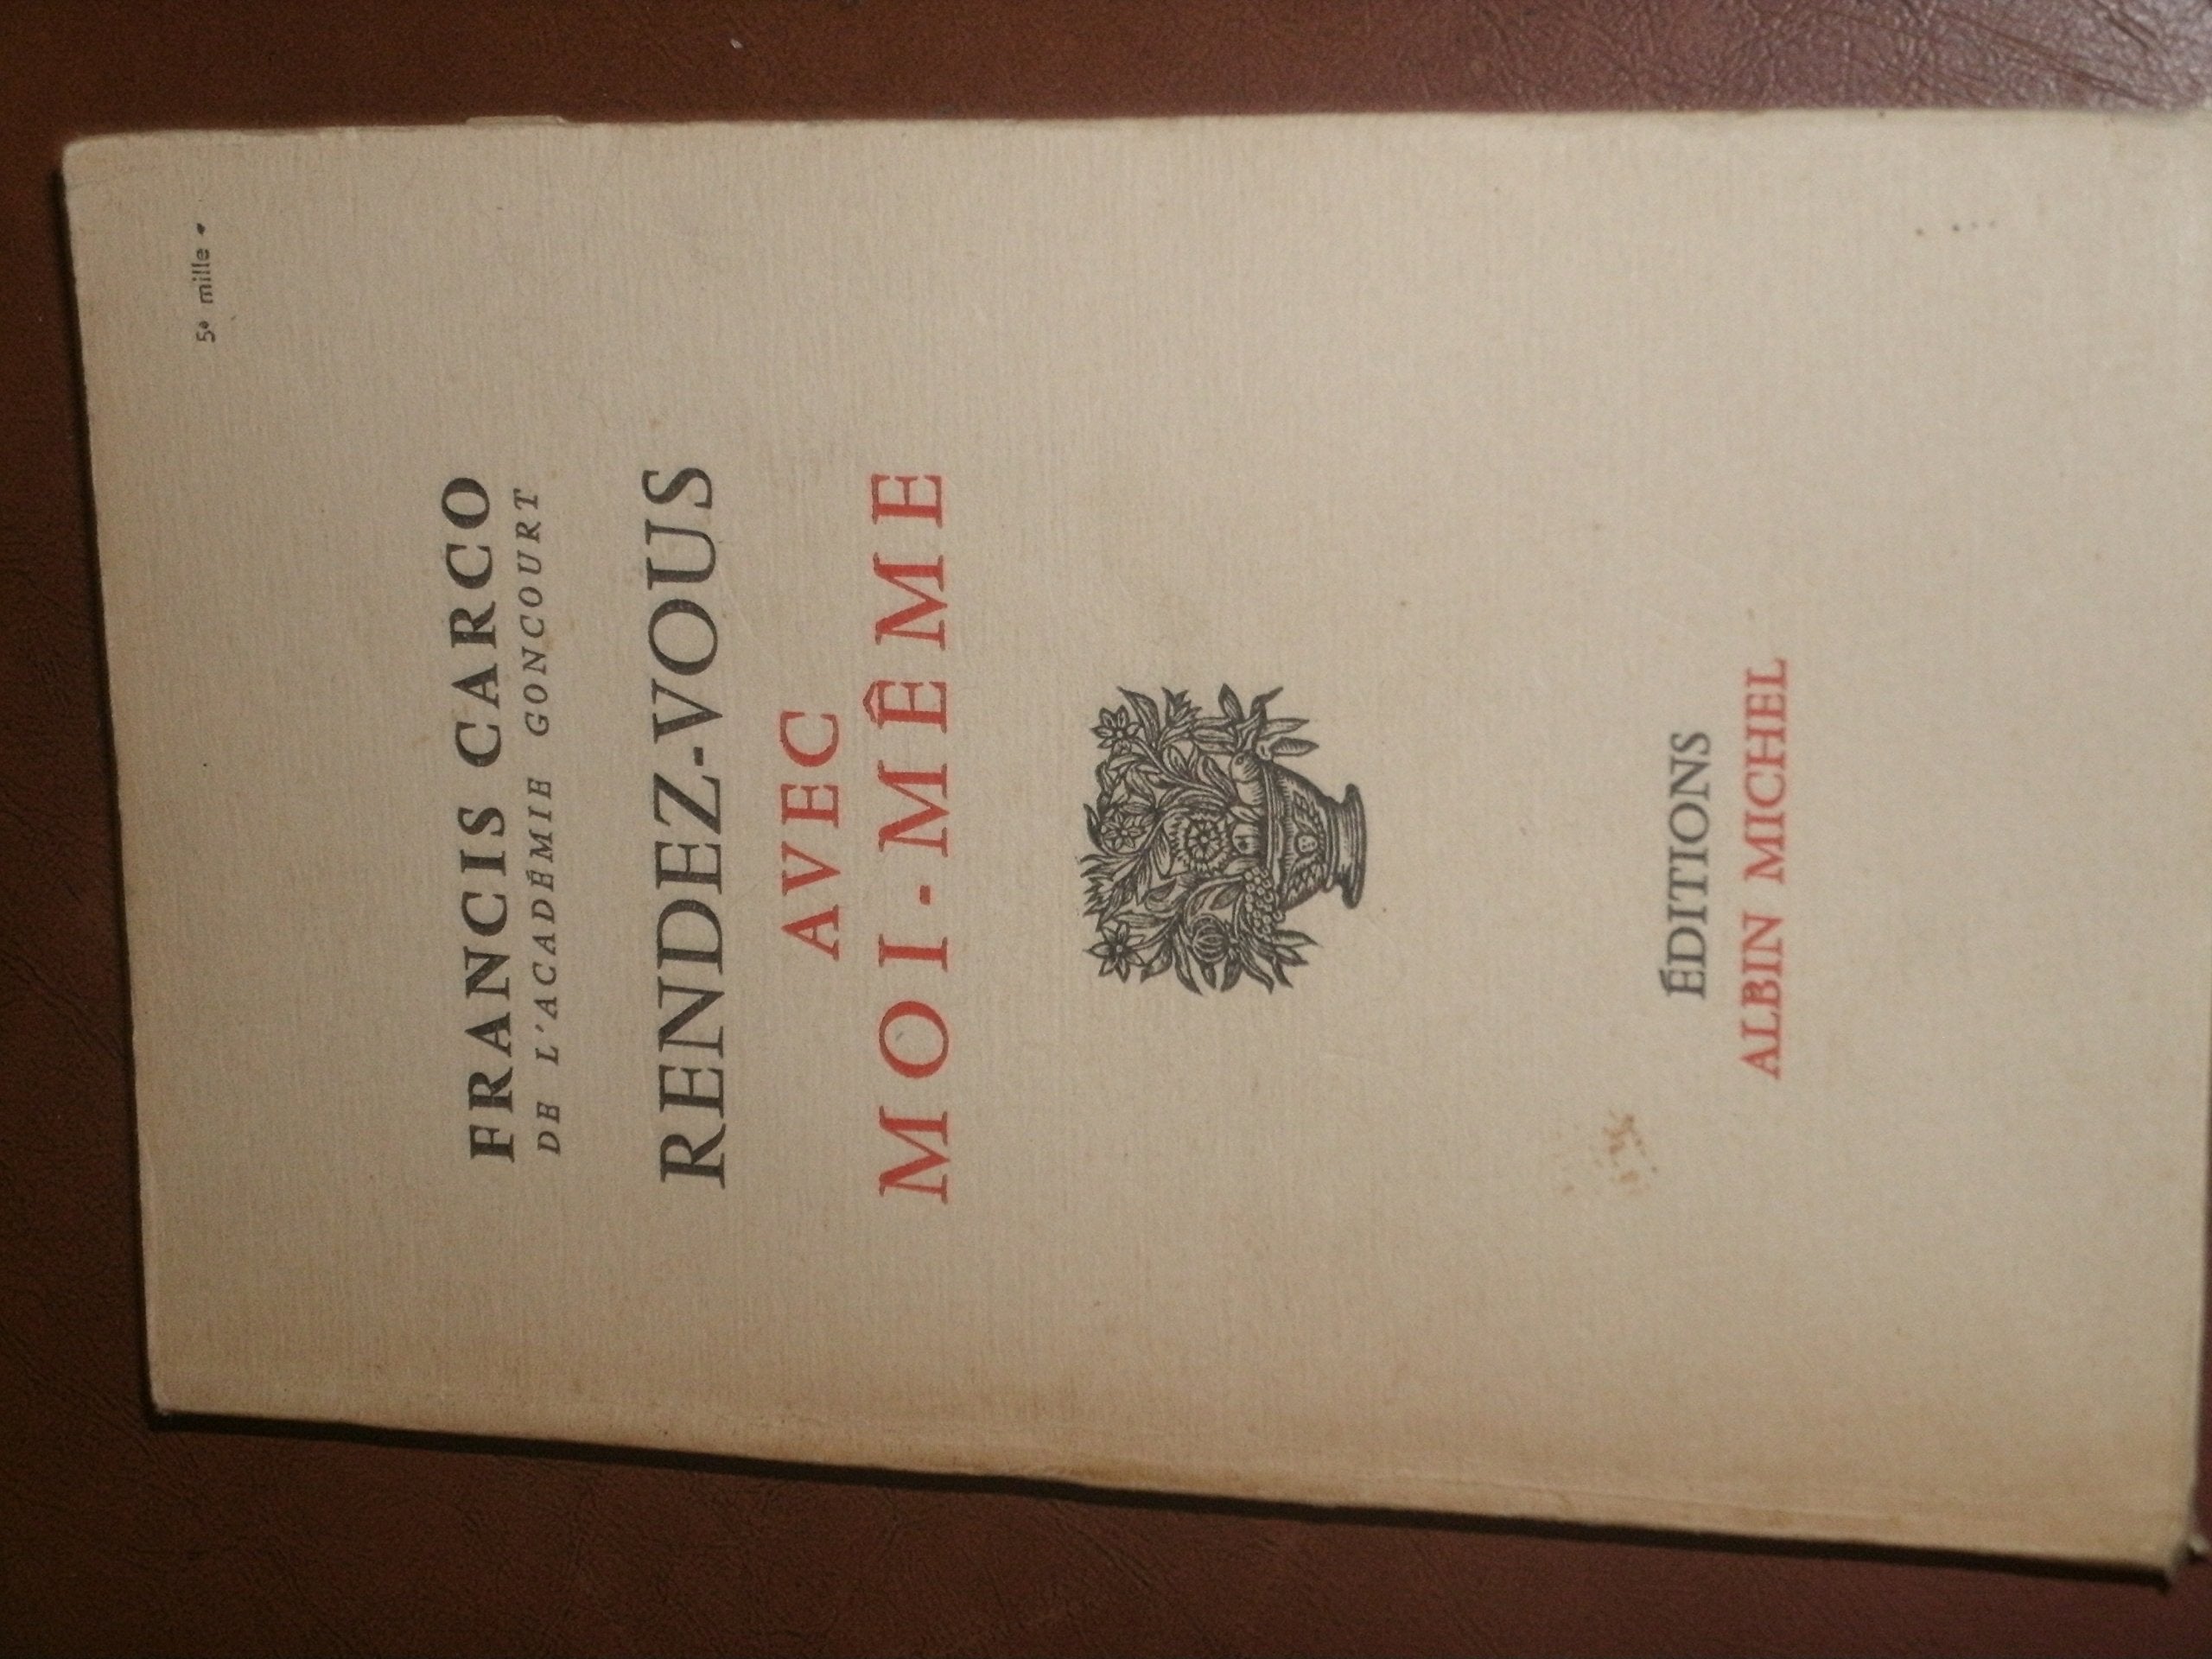 5e mille
FRANCIS CARCO
DE L'ACADÉMIE GONCOURT
RENDEZ-VOUS
AVEC
MOI-MÊME
ÉDITIONS
ALBIN MICHEL